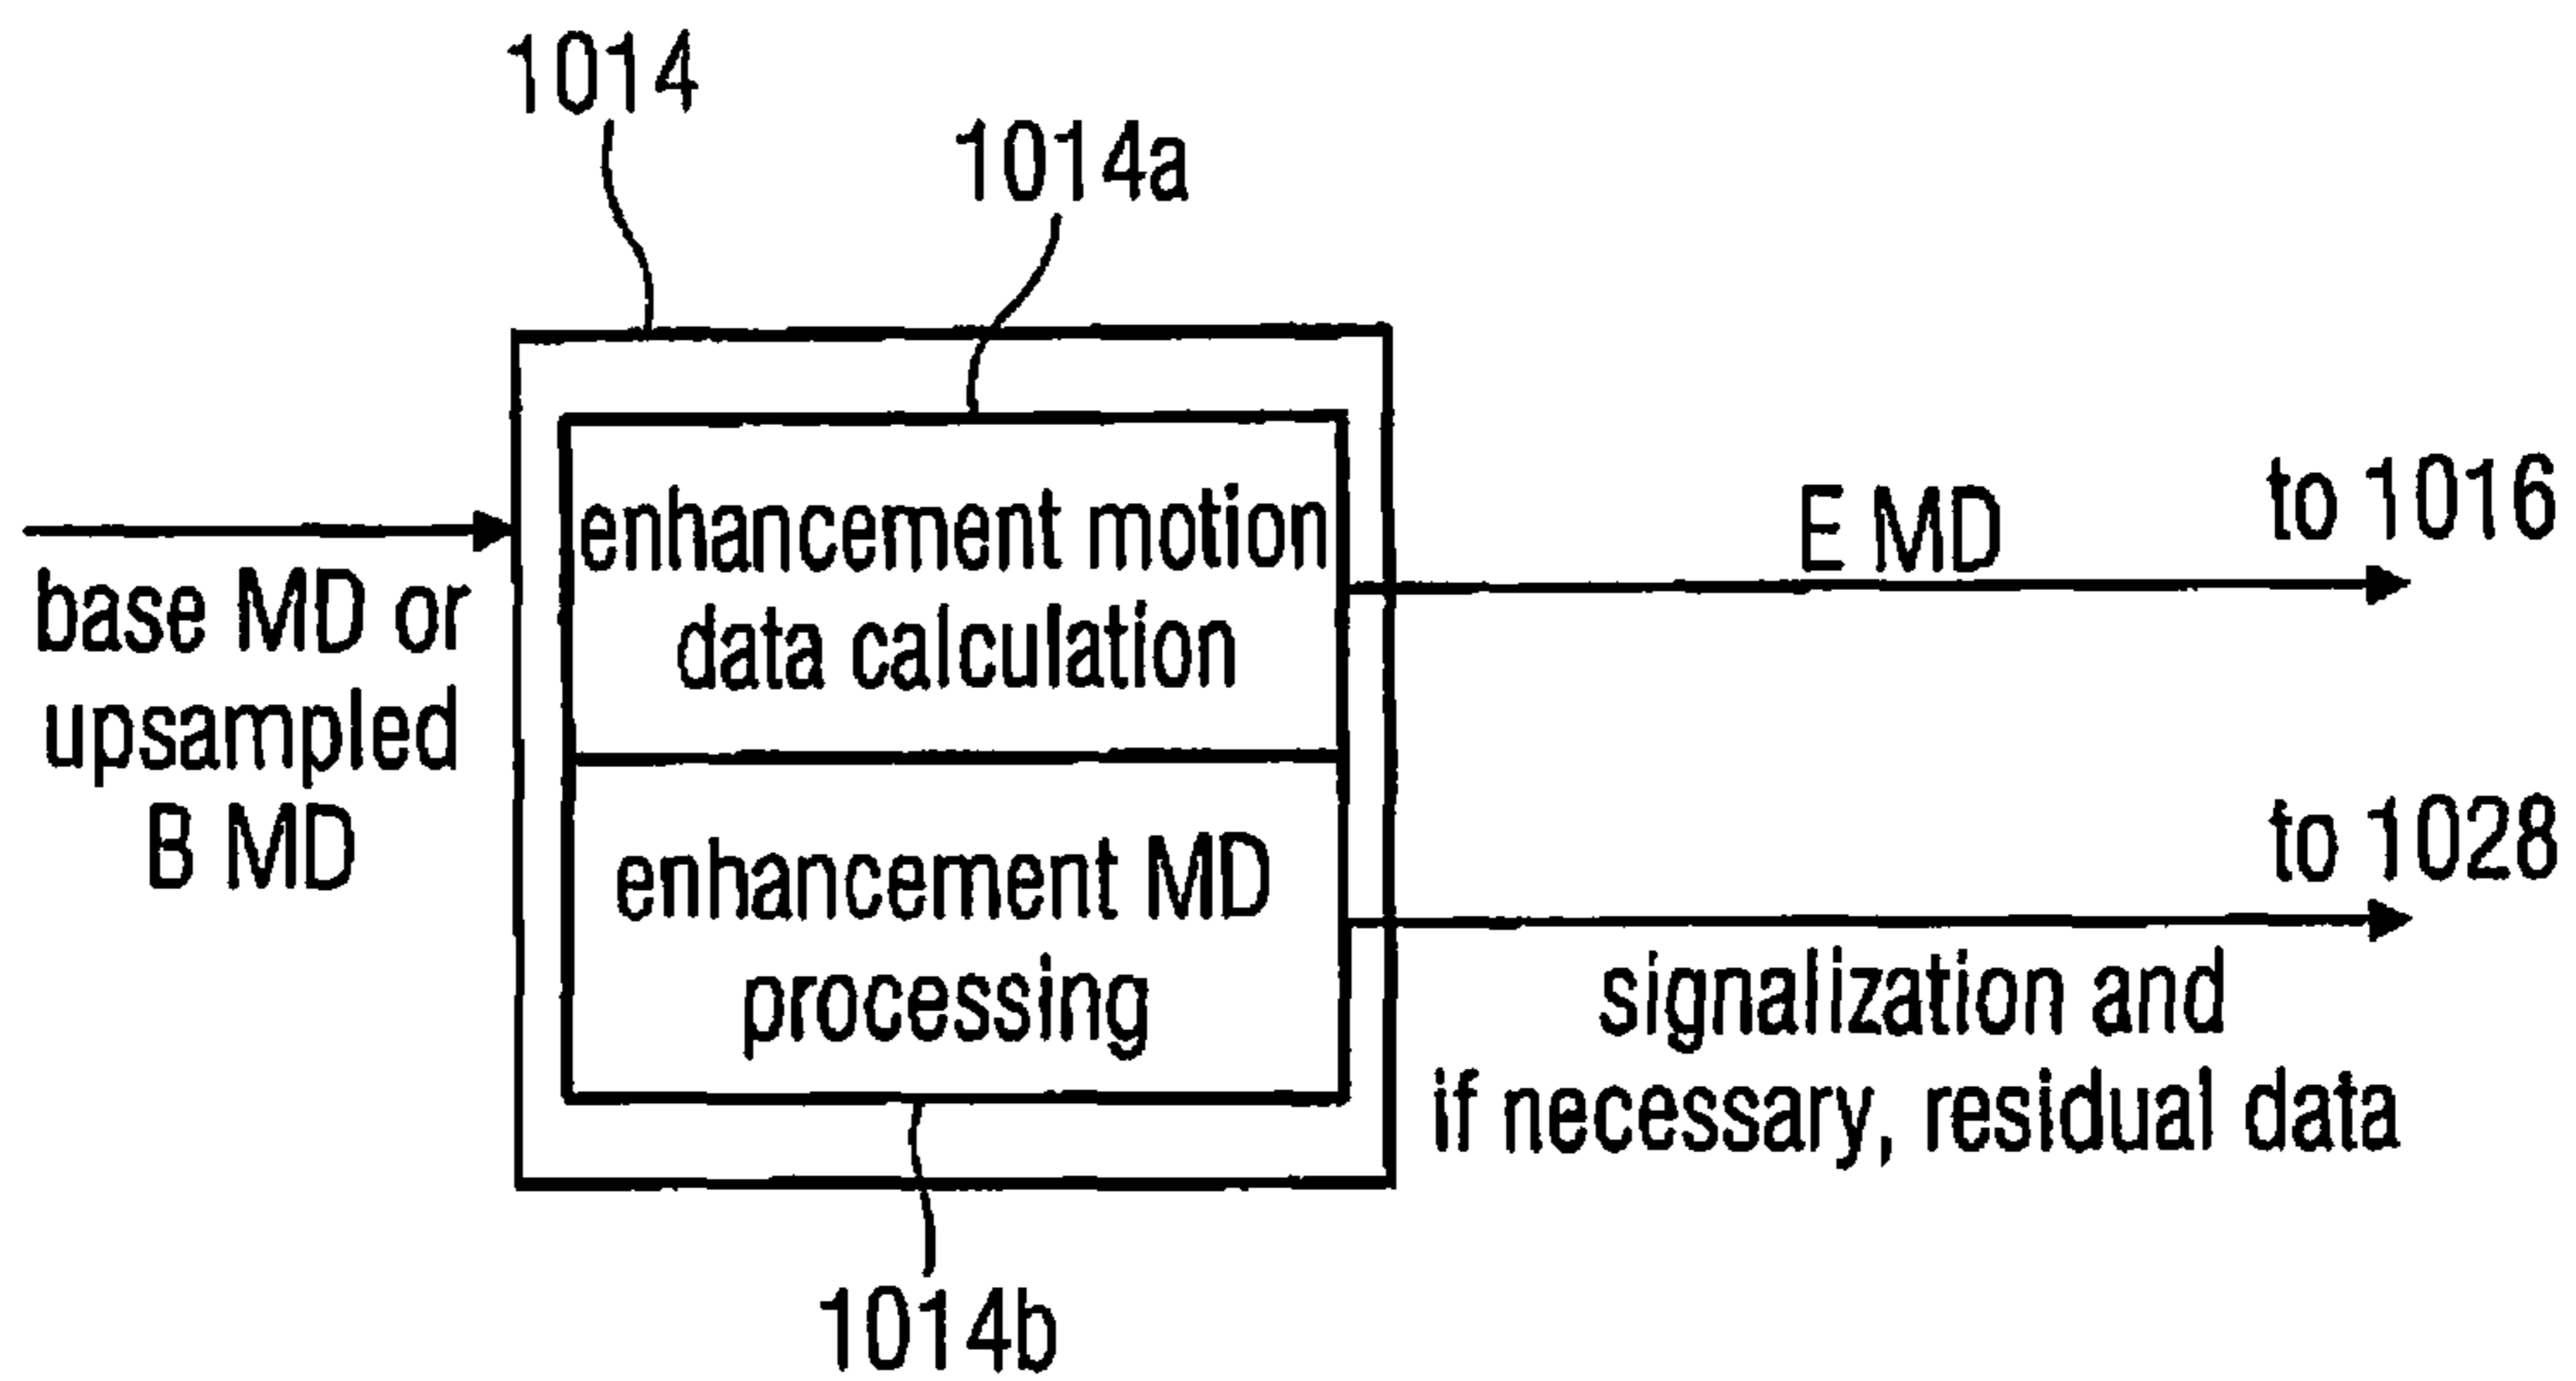 1014
1014a
base MD or
upsampled
B MD
enhancement motion
data calculation
enhancement MD
processing
E MD
to 1016
to 1028
signalization and
if necessary, residual data
1014b